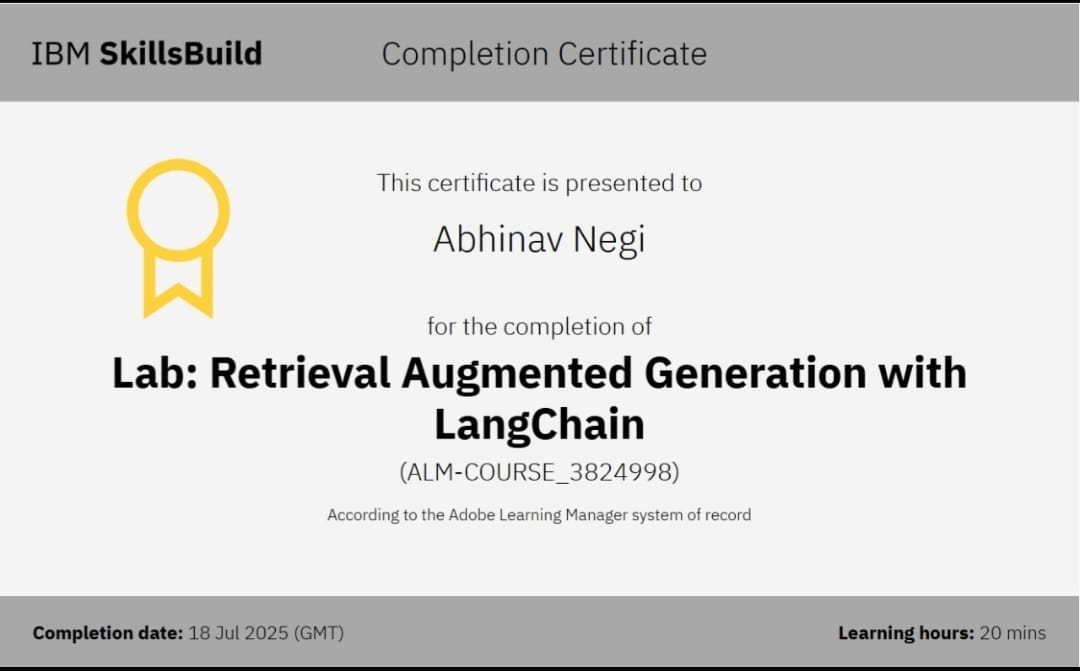 IBM SkillsBuild
Completion Certificate
This certificate is presented to
Abhinav Negi
for the completion of
Lab: Retrieval Augmented Generation with
LangChain
(ALM-COURSE_3824998)
According to the Adobe Learning Manager system of record
Completion date: 18 Jul 2025 (GMT)
Learning hours: 20 mins